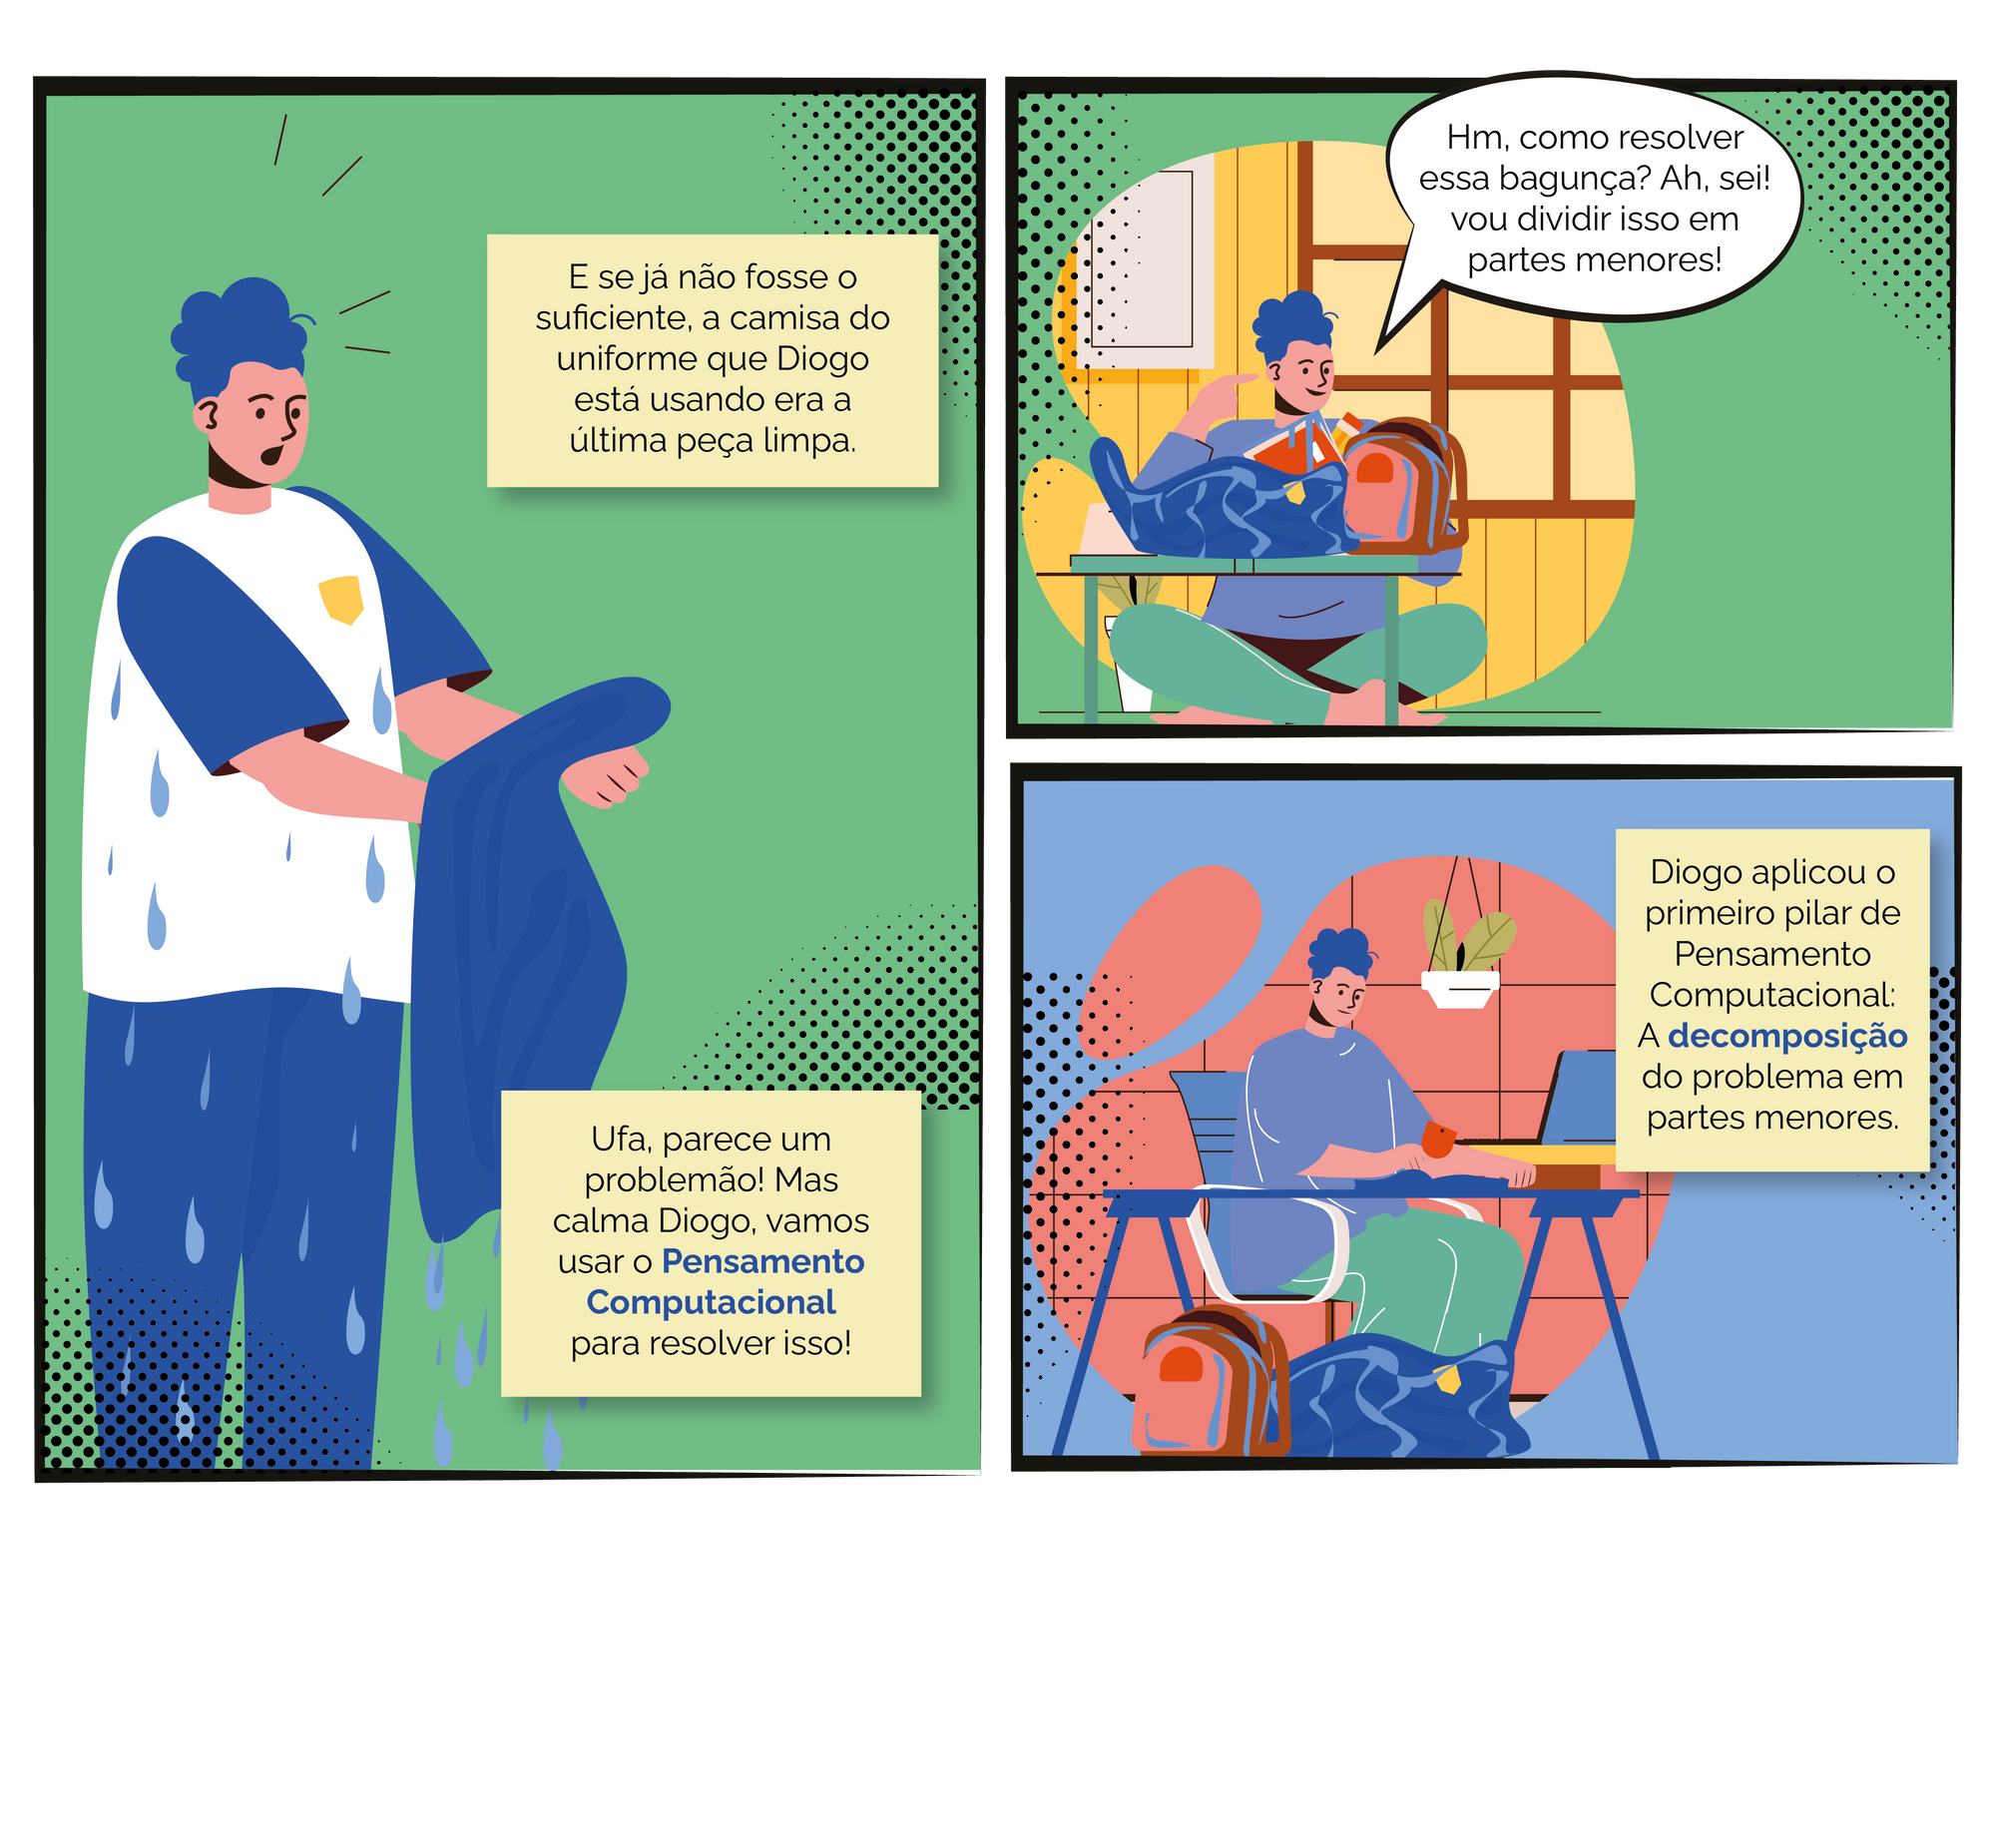 E se já não fosse o
suficiente, a camisa do
uniforme que Diogo
está usando era a
última peça limpa.
Ufa, parece um
problemão! Mas
calma Diogo, vamos
usar o Pensamento
Computacional
para resolver isso!
Hm, como resolver
essa bagunça? Ah, sei!
vou dividir isso em
partes menores!
Diogo aplicou o
primeiro pilar de
Pensamento
Computacional:
A decomposição
do problema em
partes menores.